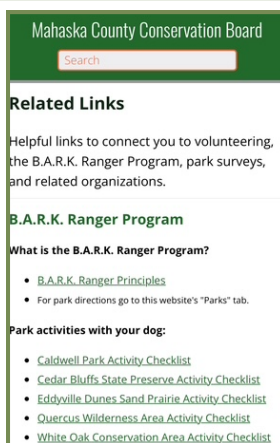 Mahaska County Conservation Board
Search
Related Links
Helpful links to connect you to volunteering,
the B.A.R.K. Ranger Program, park surveys,
and related organizations.
B.A.R.K. Ranger Program
What is the B.A.R.K. Ranger Program?
B.A.R.K. Ranger Principles
For park directions go to this website's "Parks" tab.
Park activities with your dog:
Caldwell Park Activity Checklist
Cedar Bluffs State Preserve Activity Checklist
Eddyville Dunes Sand Prairie Activity Checklist
Quercus Wilderness Area Activity Checklist
White Oak Conservation Area Activity Checklist